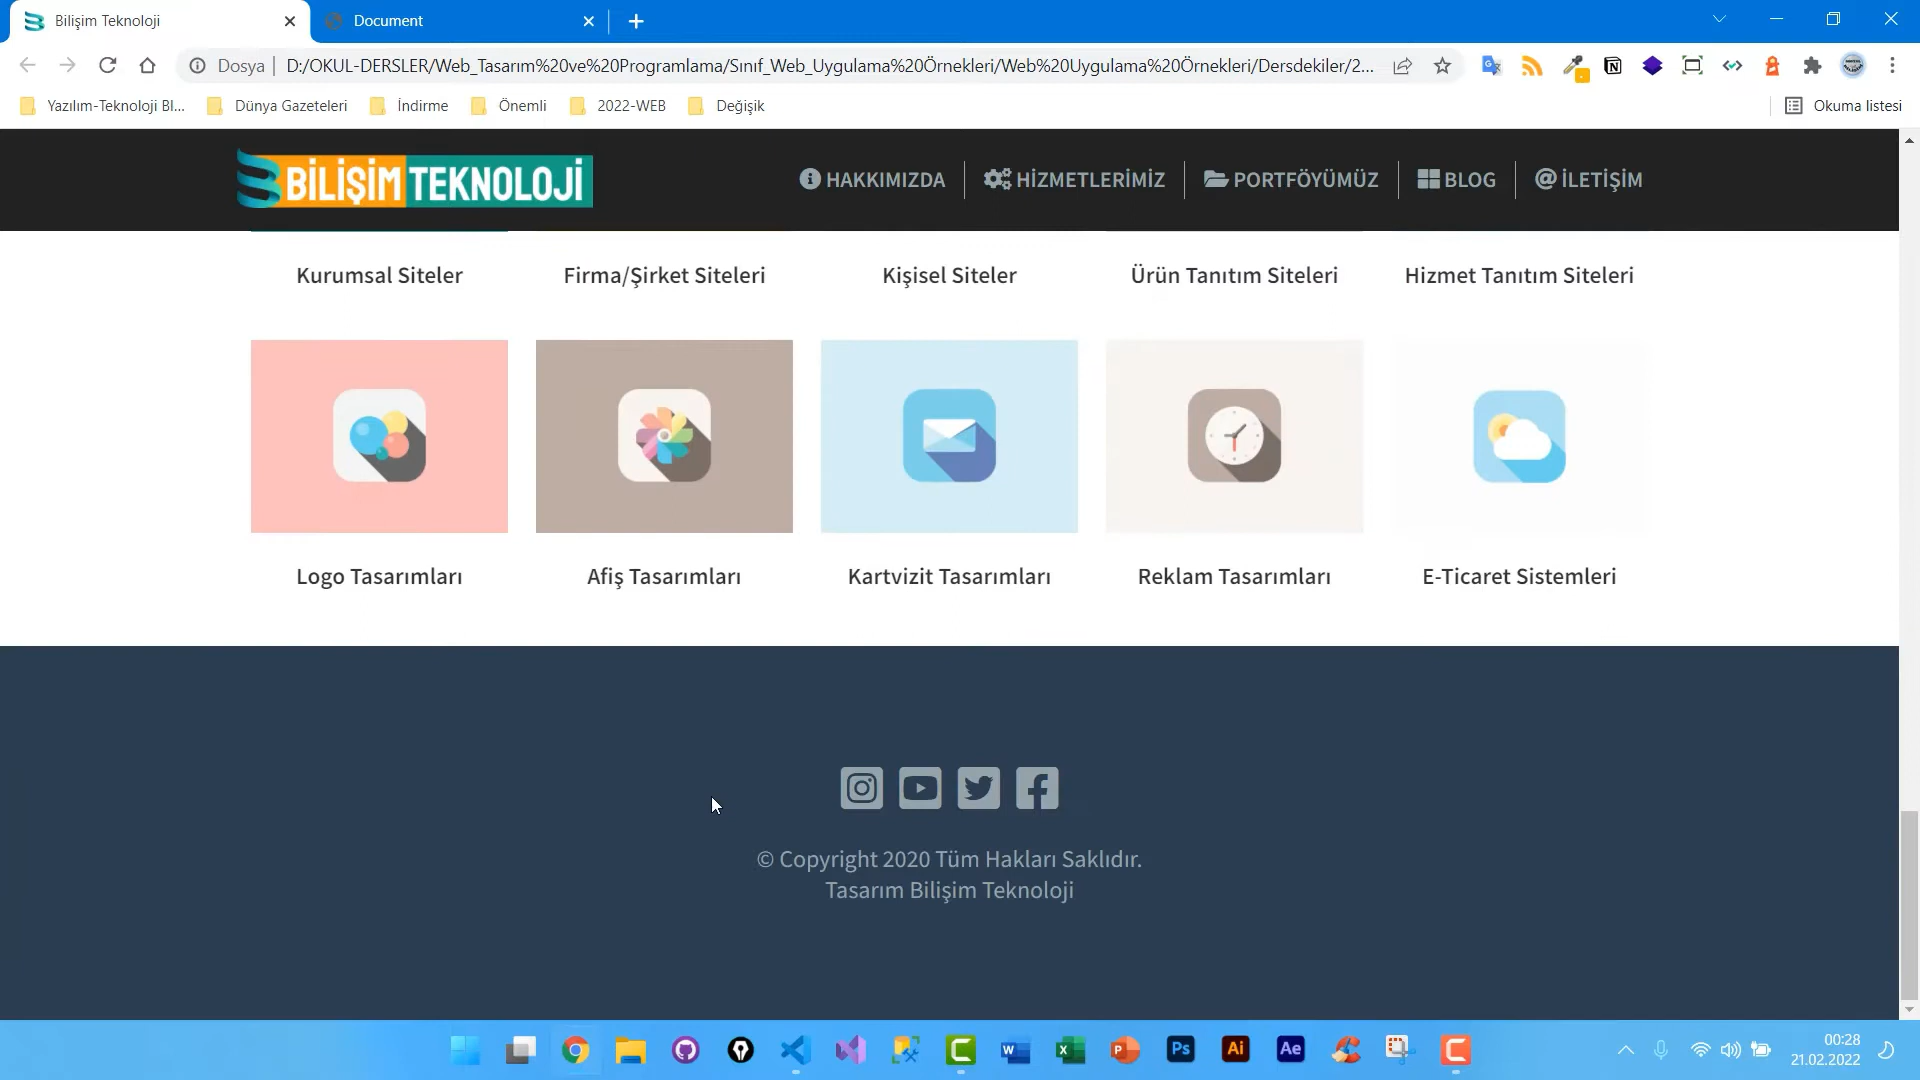 Bilişim Teknoloji
Document
Dosya
D:/OKUL-DERSLER/Web_Tasarım%20ve%20Programlama/Sınıf_Web_Uygulama%20Örnekleri/Web%20Uygulama%20Örnekleri/Dersdekiler/2...
Yazılım-Teknoloji Bl...
Dünya Gazeteleri
İndirme
Önemli
2022-WEB
Değişik
Okuma listesi
BİLİŞİM TEKNOLOJİ
HAKKIMIZDA
HİZMETLERİMİZ
PORTFÖYÜMÜZ
BLOG
İLETİŞİM
Kurumsal Siteler
Firma/Şirket Siteleri
Kişisel Siteler
Ürün Tanıtım Siteleri
Hizmet Tanıtım Siteleri
Logo Tasarımları
Afiş Tasarımları
Kartvizit Tasarımları
Reklam Tasarımları
E-Ticaret Sistemleri
© Copyright 2020 Tüm Hakları Saklıdır.
Tasarım Bilişim Teknoloji
Ps
Ai
Ae
00:28
21.02.2022